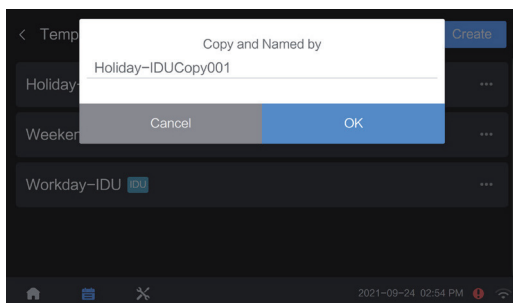 < Temp
Create
Copy and Named by
Holiday-IDUCopy001
Cancel
OK
Holiday-
Weeken
Workday-IDU IDU
2021-09-24 02:54 PM